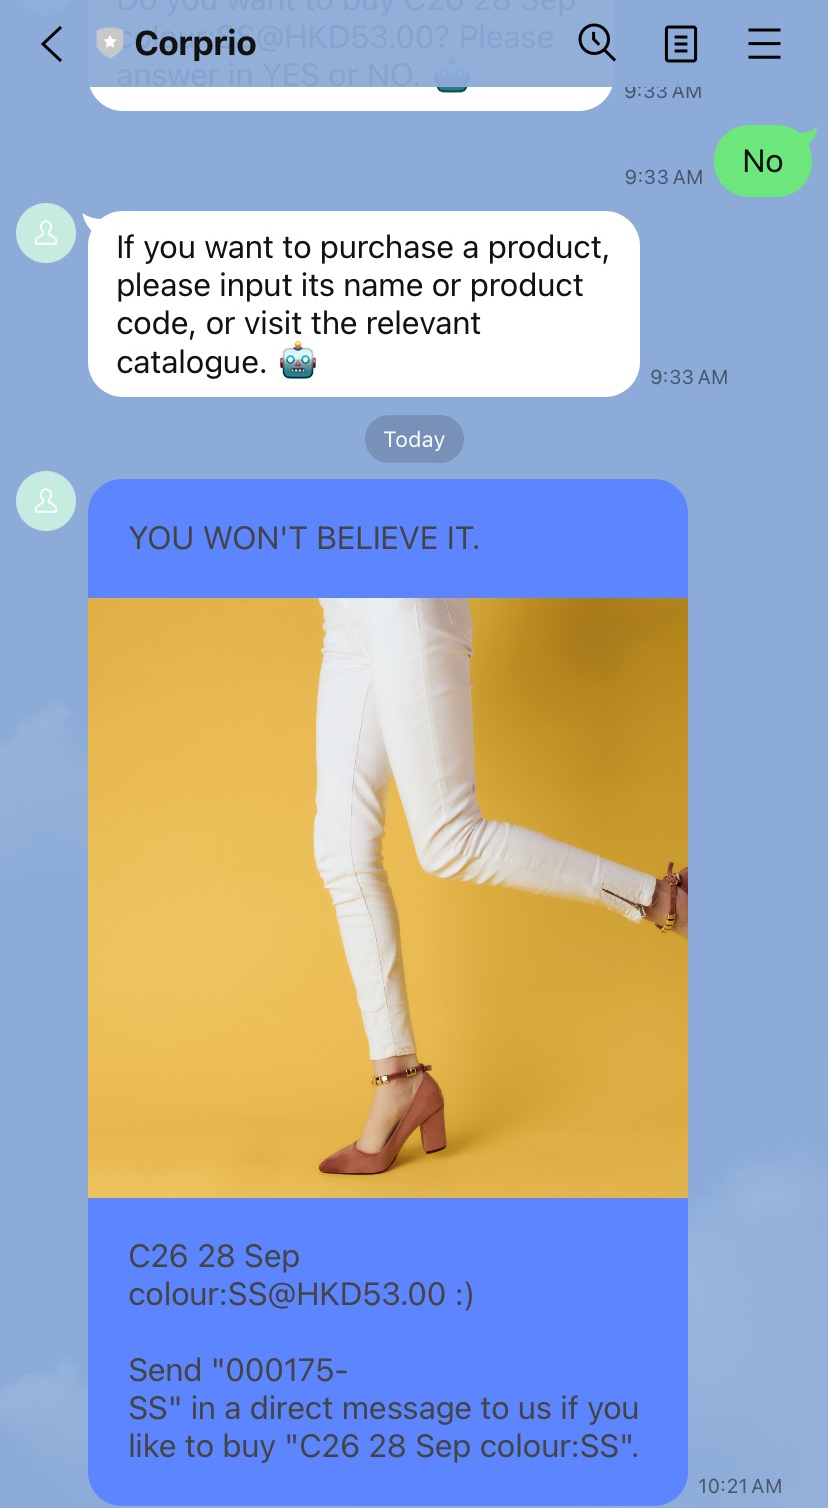 Do you want to buy C26 28 Sep
Corprio
colour:SS@HKD53.00? Please
answer in YES or NO.
9:33 AM
No
9:33 AM
If you want to purchase a product,
please input its name or product
code, or visit the relevant
catalogue.
9:33 AM
Today
YOU WON'T BELIEVE IT.
C26 28 Sep
colour:SS@HKD53.00 :)
Send "000175-
SS" in a direct message to us if you
like to buy "C26 28 Sep colour:SS".
10:21 AM